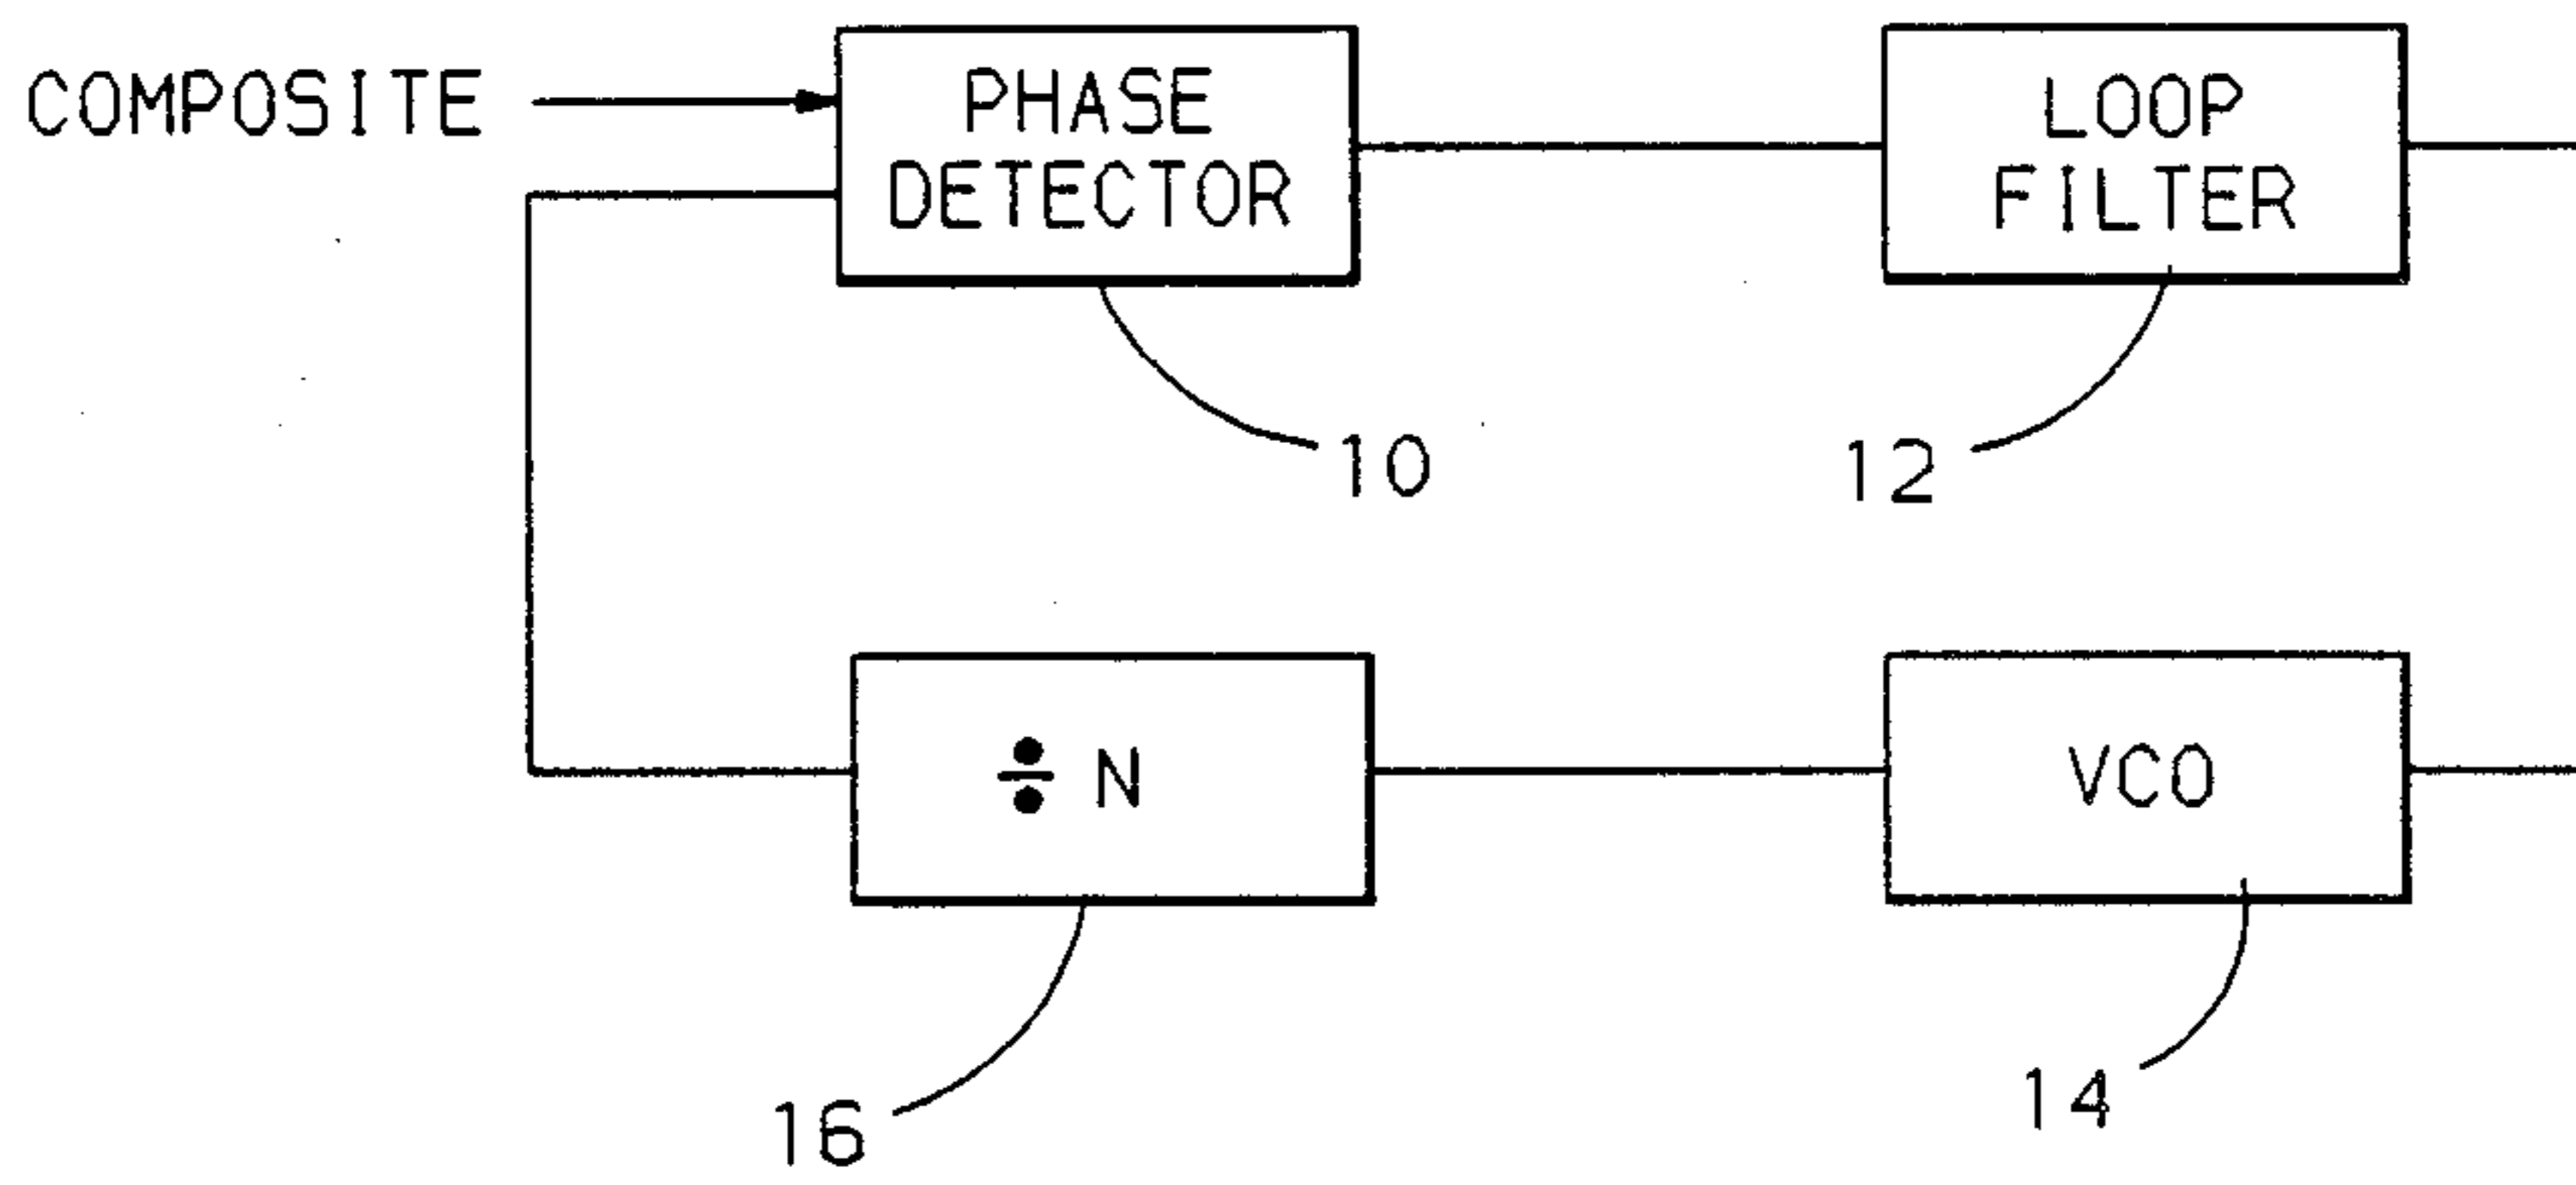 COMPOSITE
PHASE
DETECTOR
LOOP
FILTER
10
12
÷ N
VCO
16
14